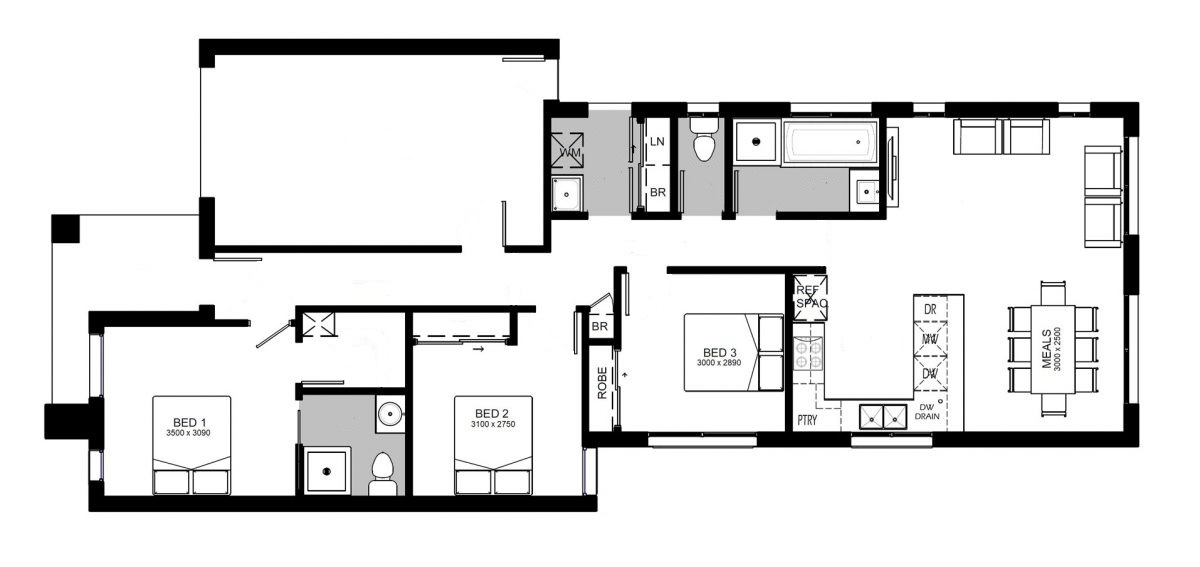 WM
LN
BR
REF
SPAC
DR
MW
DW
DW
DRAIN
PTRY
MEALS
3000 x 2500
BR
ROBE
BED 3
3000 x 2890
BED 1
3500 x 3090
BED 2
3100 x 2750